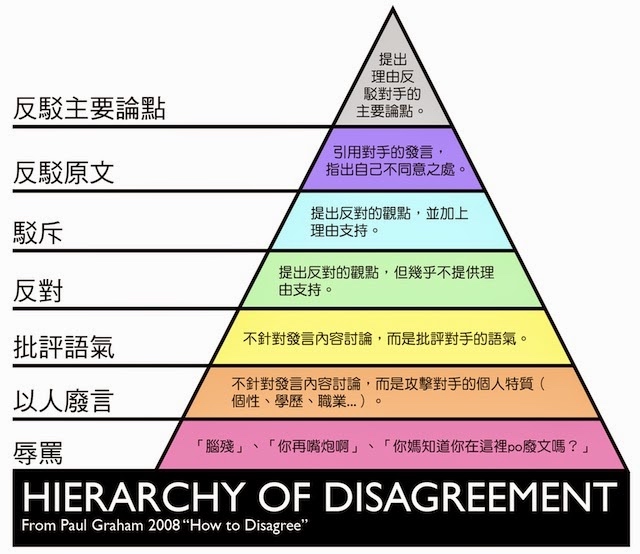 提出
理由反
駁對手的
主要論點。
反駁主要論點
引用對手的發言，
指出自己不同意之處。
反駁原文
提出反對的觀點，並加上
理由支持。
駁斥
提出反對的觀點，但幾乎不提供理
由支持。
反對
不針對發言內容討論，而是批評對手的語氣。
批評語氣
不針對發言內容討論，而是攻擊對手的個人特質（
個性、學歷、職業...）。
以人廢言
「腦殘」、「你再嘴炮啊」、「你媽知道你在這裡po廢文嗎？」
辱罵
HIERARCHY OF DISAGREEMENT
From Paul Graham 2008 “How to Disagree”